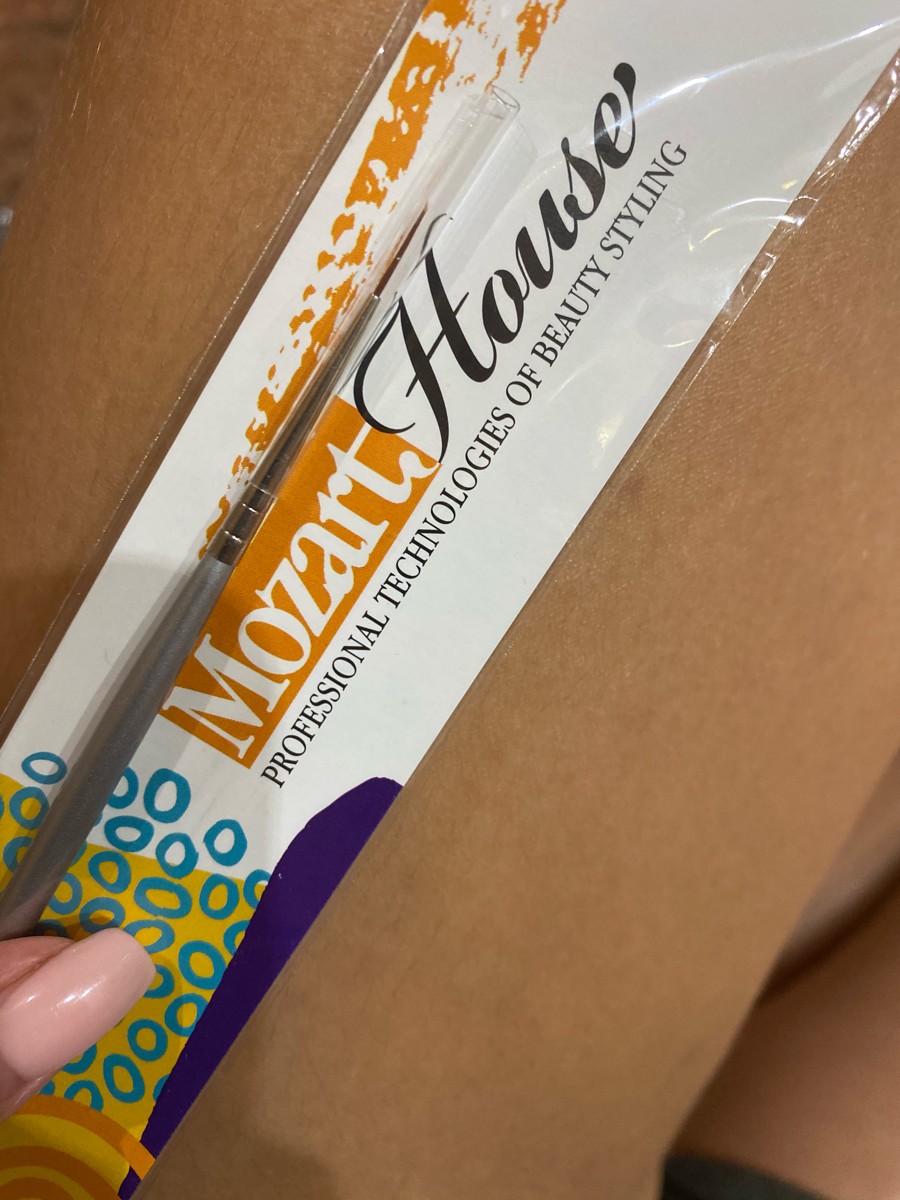 Mozart House
PROFESSIONAL TECHNOLOGIES OF BEAUTY STYLING